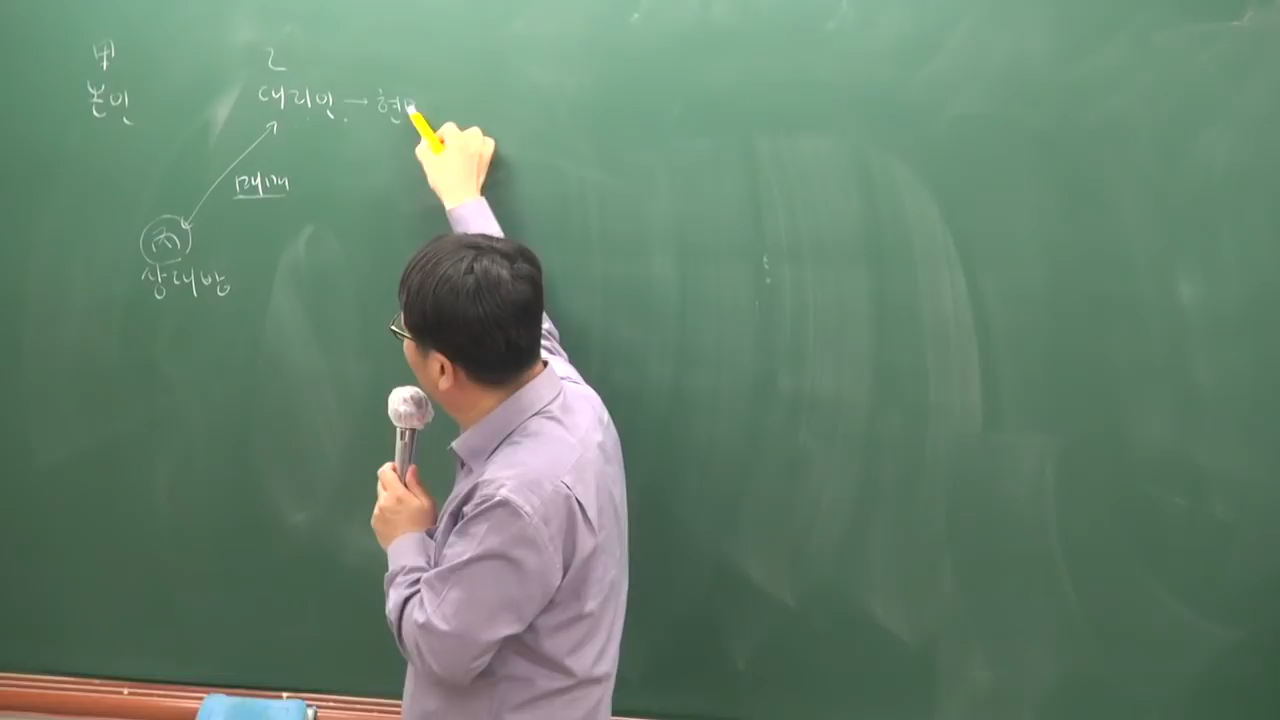 甲 乙
본인 대리인 → 현
매매
丙
상대방